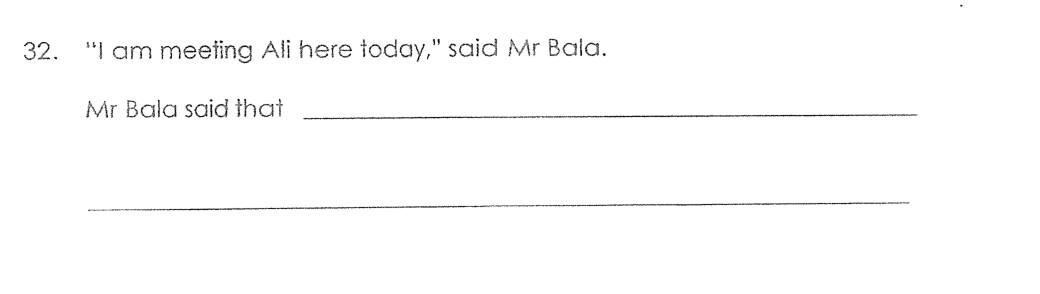 32. "I am meeting Ali here today," said Mr Bala.
Mr Bala said that